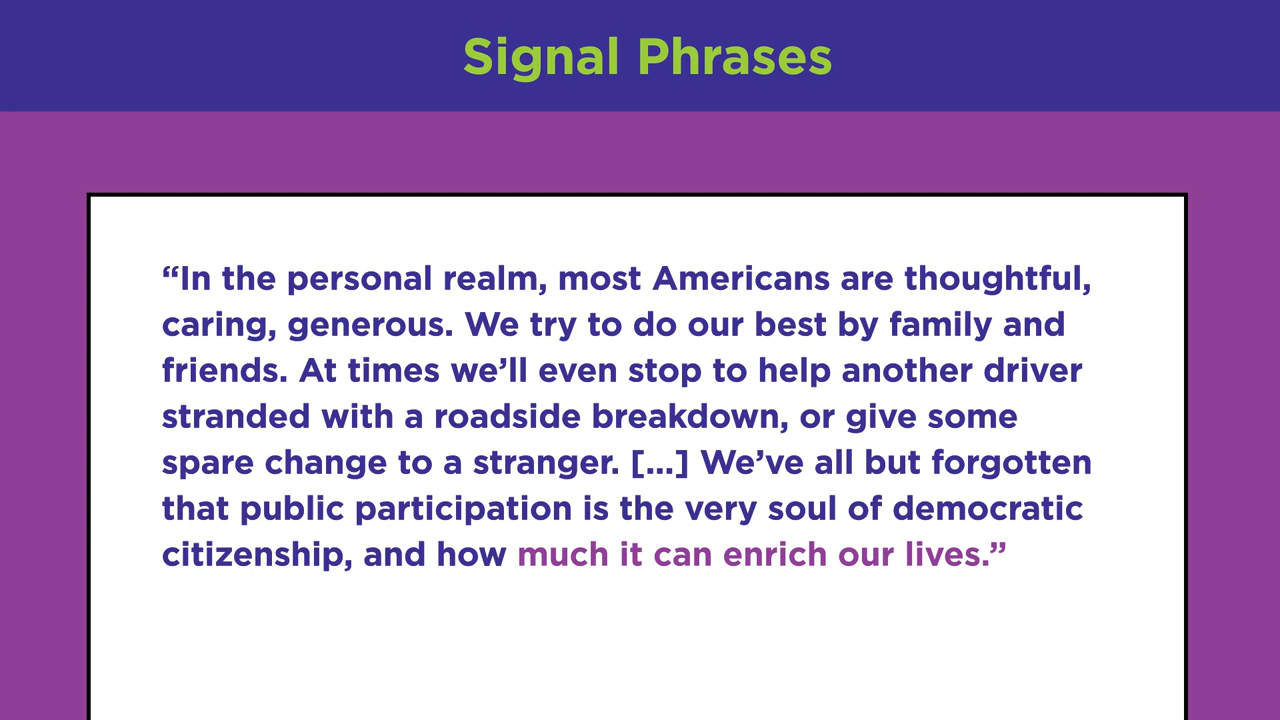 Signal Phrases
“In the personal realm, most Americans are thoughtful,
caring, generous. We try to do our best by family and
friends. At times we’ll even stop to help another driver
stranded with a roadside breakdown, or give some
spare change to a stranger. [...] We’ve all but forgotten
that public participation is the very soul of democratic
citizenship, and how much it can enrich our lives.”